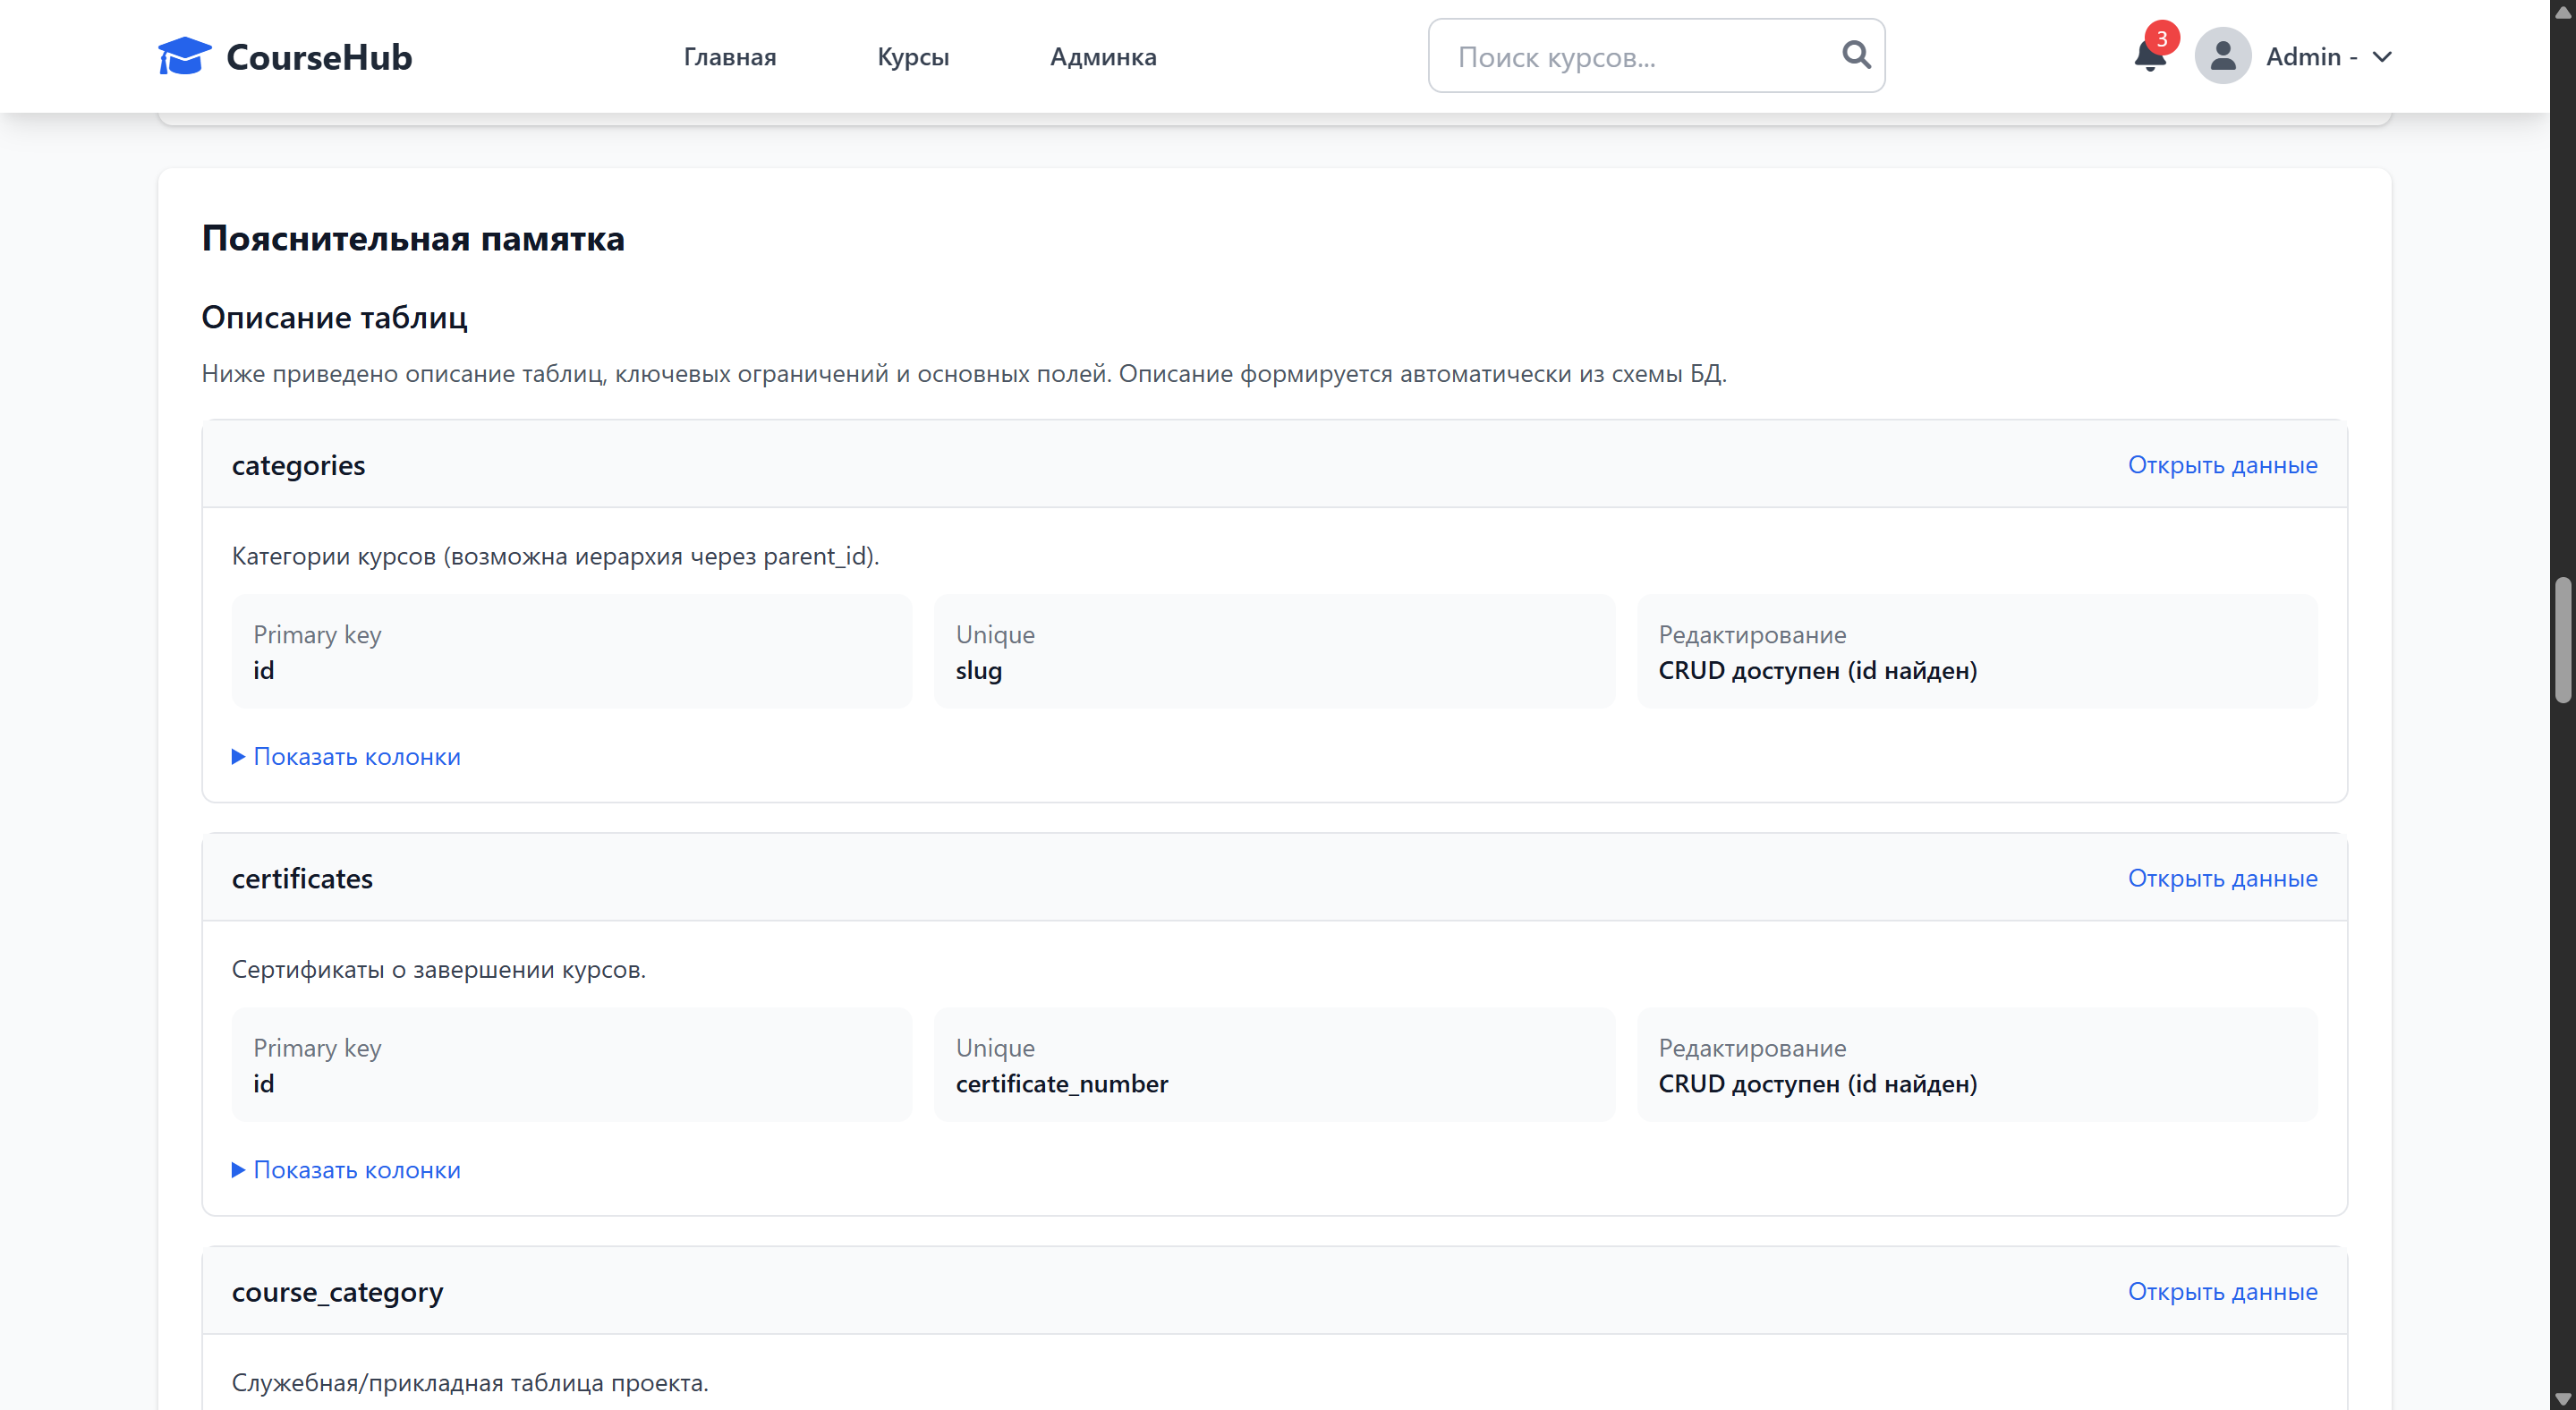 CourseHub
Главная
Курсы
Админка
Поиск курсов...
3
Admin -
Пояснительная памятка
Описание таблиц
Ниже приведено описание таблиц, ключевых ограничений и основных полей. Описание формируется автоматически из схемы БД.
categories
Открыть данные
Категории курсов (возможна иерархия через parent_id).
Primary key
id
Unique
slug
Редактирование
CRUD доступен (id найден)
Показать колонки
certificates
Открыть данные
Сертификаты о завершении курсов.
Primary key
id
Unique
certificate_number
Редактирование
CRUD доступен (id найден)
Показать колонки
course_category
Открыть данные
Служебная/прикладная таблица проекта.